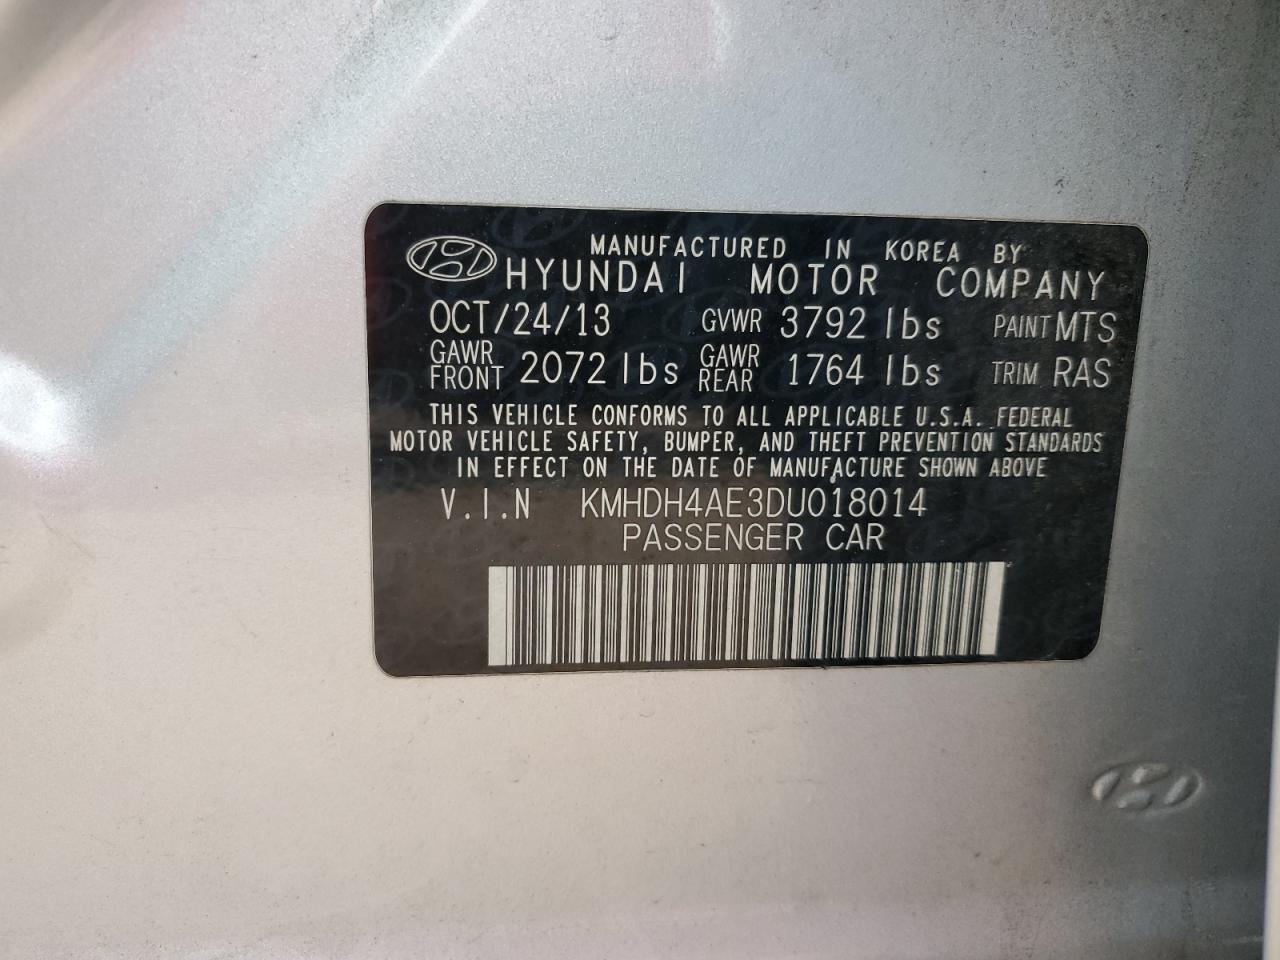 MANUFACTURED IN KOREA BY
HYUNDAI MOTOR COMPANY
OCT/24/13 GVWR 3792 lbs PAINT MTS
GAWR FRONT 2072 lbs GAWR REAR 1764 lbs TRIM RAS
THIS VEHICLE CONFORMS TO ALL APPLICABLE U.S.A. FEDERAL
MOTOR VEHICLE SAFETY, BUMPER, AND THEFT PREVENTION STANDARDS
IN EFFECT ON THE DATE OF MANUFACTURE SHOWN ABOVE
V.I.N KMHDH4AE3DU018014
PASSENGER CAR